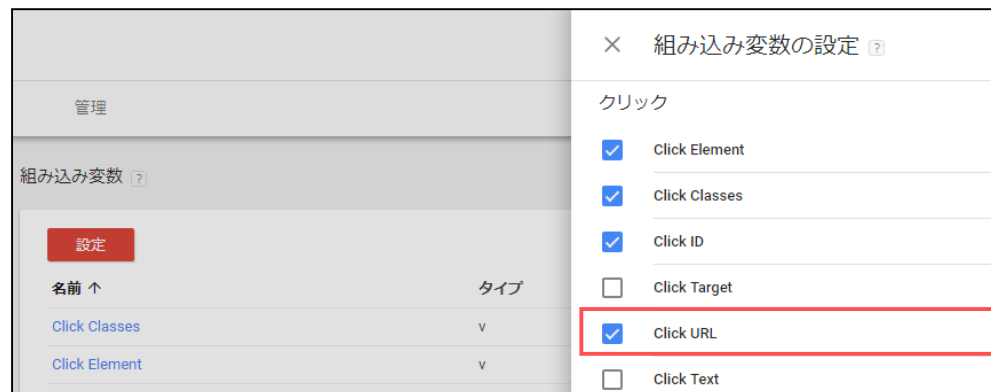 管理
組み込み変数 ?
設定
名前 ↑ タイプ
Click Classes v
Click Element v
× 組み込み変数の設定 ?
クリック
Click Element
Click Classes
Click ID
Click Target
Click URL
Click Text